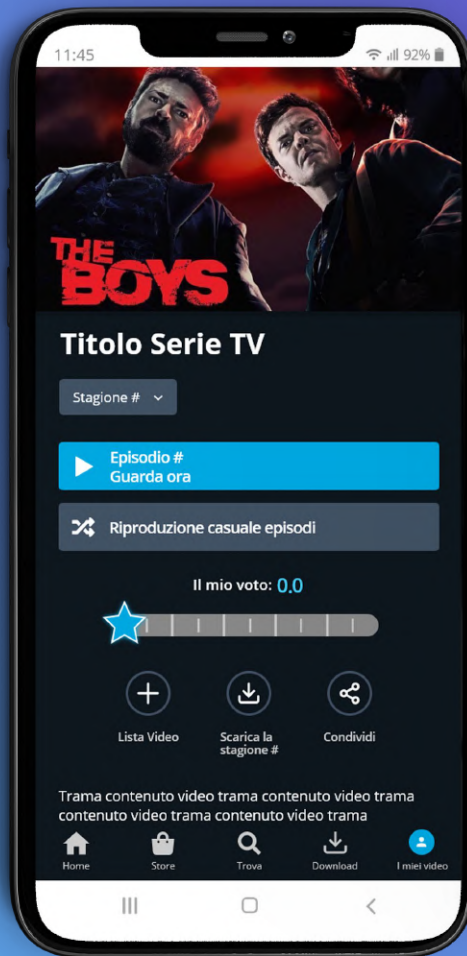 11:45
92%
THE
BOYS
Titolo Serie TV
Stagione #
Episodio #
Guarda ora
Riproduzione casuale episodi
Il mio voto: 0.0
Lista Video
Scarica la
stagione #
Condividi
Trama contenuto video trama contenuto video trama
contenuto video trama contenuto video trama
Home
Store
Trova
Download
I miei video